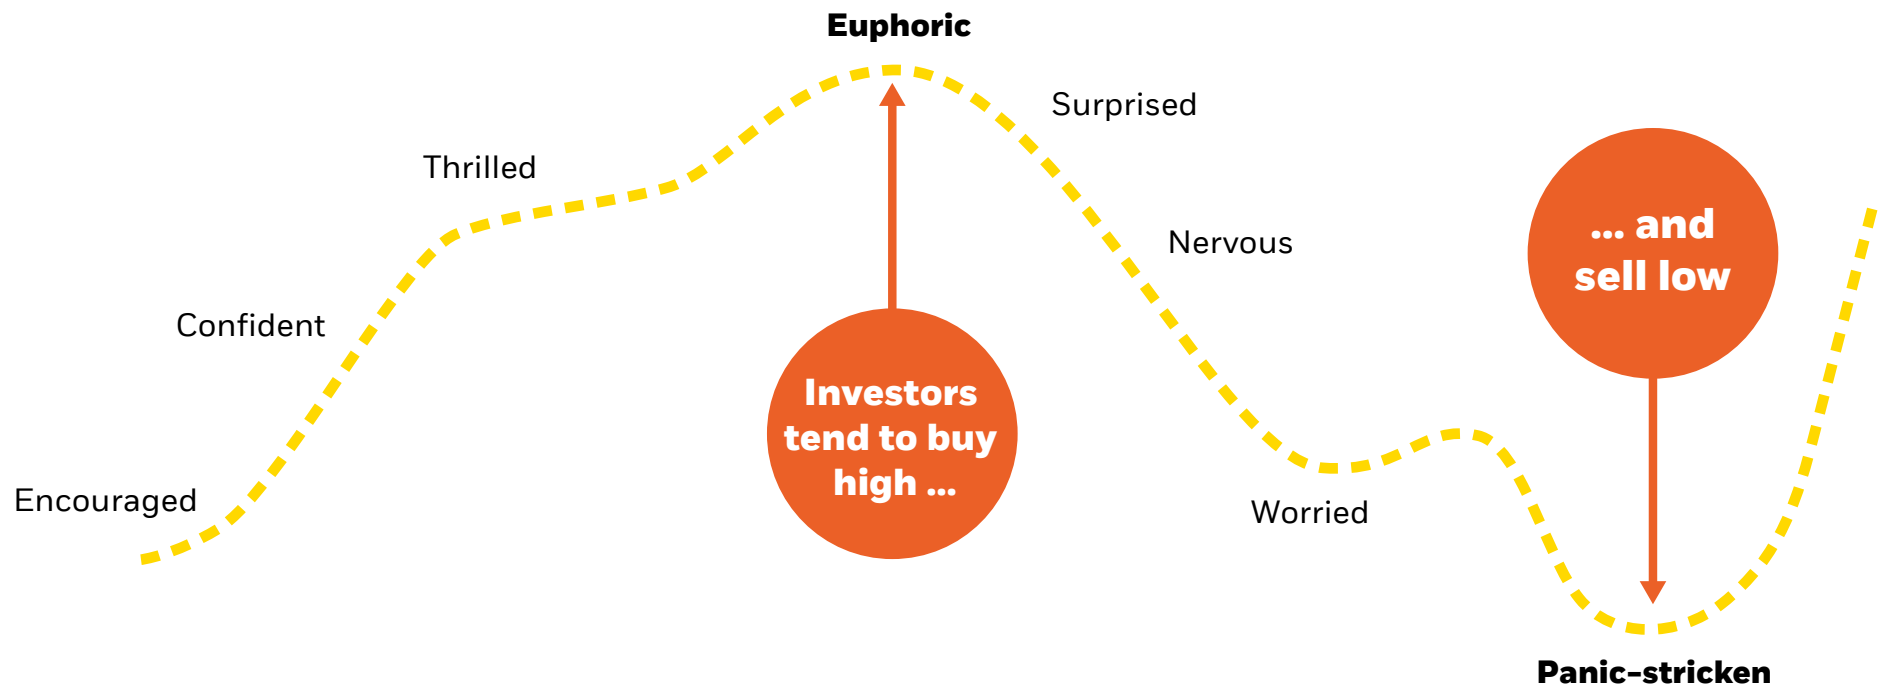 Euphoric
Surprised
Thrilled
... and
sell low
Nervous
Confident
Investors
tend to buy
high ...
Encouraged
Worried
Panic-stricken